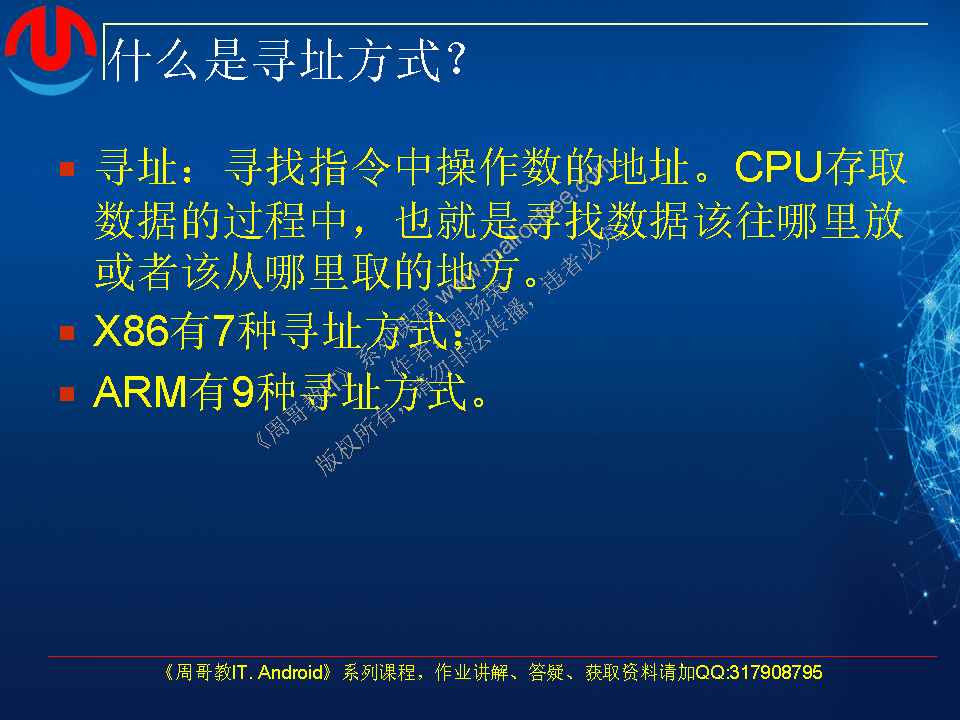 什么是寻址方式？
寻址：寻找指令中操作数的地址。CPU存取
数据的过程中，也就是寻找数据该往哪里放
或者该从哪里取的地方。
X86有7种寻址方式；
ARM有9种寻址方式。
《周哥教IT》系列课程 www.maliootree.com
作者：周扬荣
版权所有，请勿非法传播，违者必究
《周哥教IT. Android》系列课程，作业讲解、答疑、获取资料请加QQ:317908795